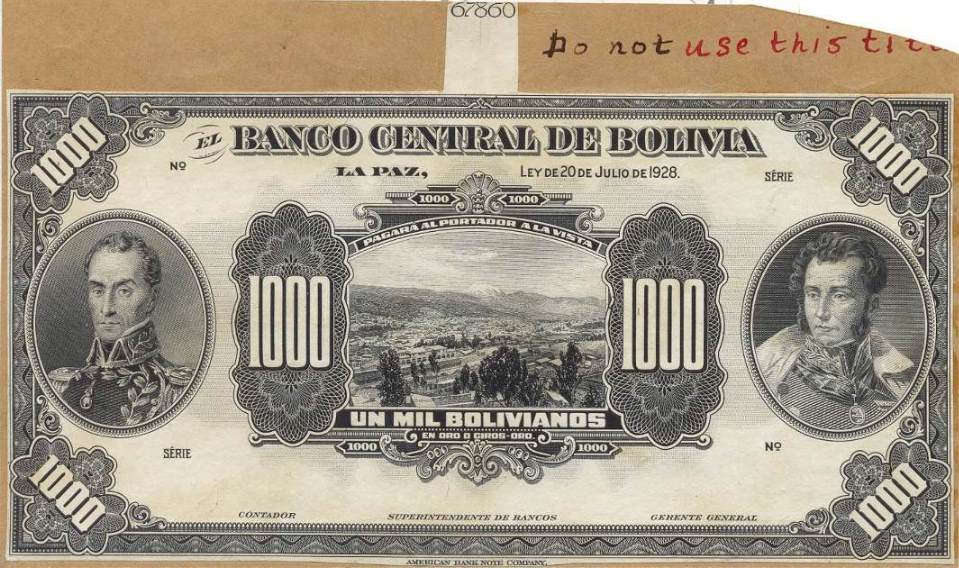 67860
Do not use this
EL BANCO CENTRAL DE BOLIVIA
Nº LA PAZ, LEY DE 20 DE JULIO DE 1928. SÉRIE
1000 1000
1000 1000
PAGARA AL PORTADOR A LA VISTA
1000 1000
UN MIL BOLIVIANOS
EN ORO O GIROS-ORO.
1000 1000
SÉRIE Nº
1000 1000
CONTADOR SUPERINTENDENTE DE BANCOS GERENTE GENERAL
AMERICAN BANK NOTE COMPANY.